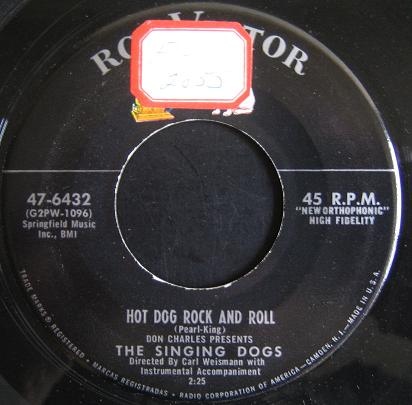 RCA VICTOR
47-6432
(G2PW-1096)
Springfield Music
Inc., BMI
45 R.P.M.
"NEW ORTHOPHONIC"
HIGH FIDELITY
HOT DOG ROCK AND ROLL
(Pearl-King)
DON CHARLES PRESENTS
THE SINGING DOGS
Directed By Carl Weismann with
Instrumental Accompaniment
2:25
TRADE MARKS ® REGISTERED • MARCAS REGISTRADAS • RADIO CORPORATION OF AMERICA—CAMDEN, N. J.—MADE IN U.S.A.